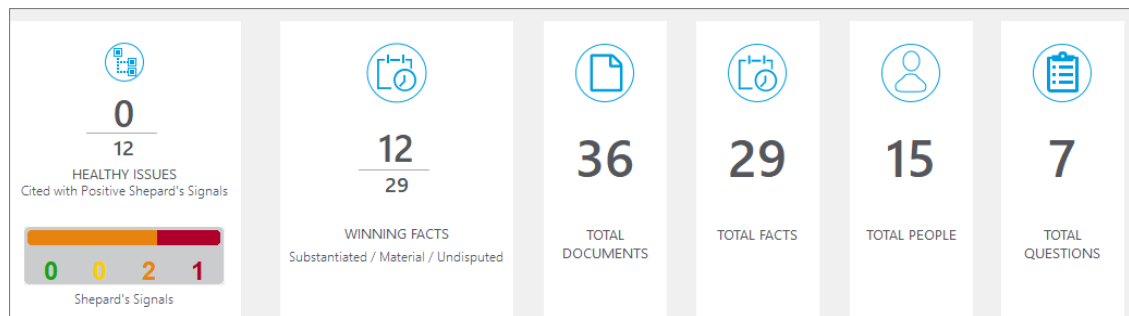 0
12
HEALTHY ISSUES
Cited with Positive Shepard's Signals
0 0 2 1
Shepard's Signals
12
29
WINNING FACTS
Substantiated / Material / Undisputed
36
TOTAL
DOCUMENTS
29
TOTAL FACTS
15
TOTAL PEOPLE
7
TOTAL
QUESTIONS